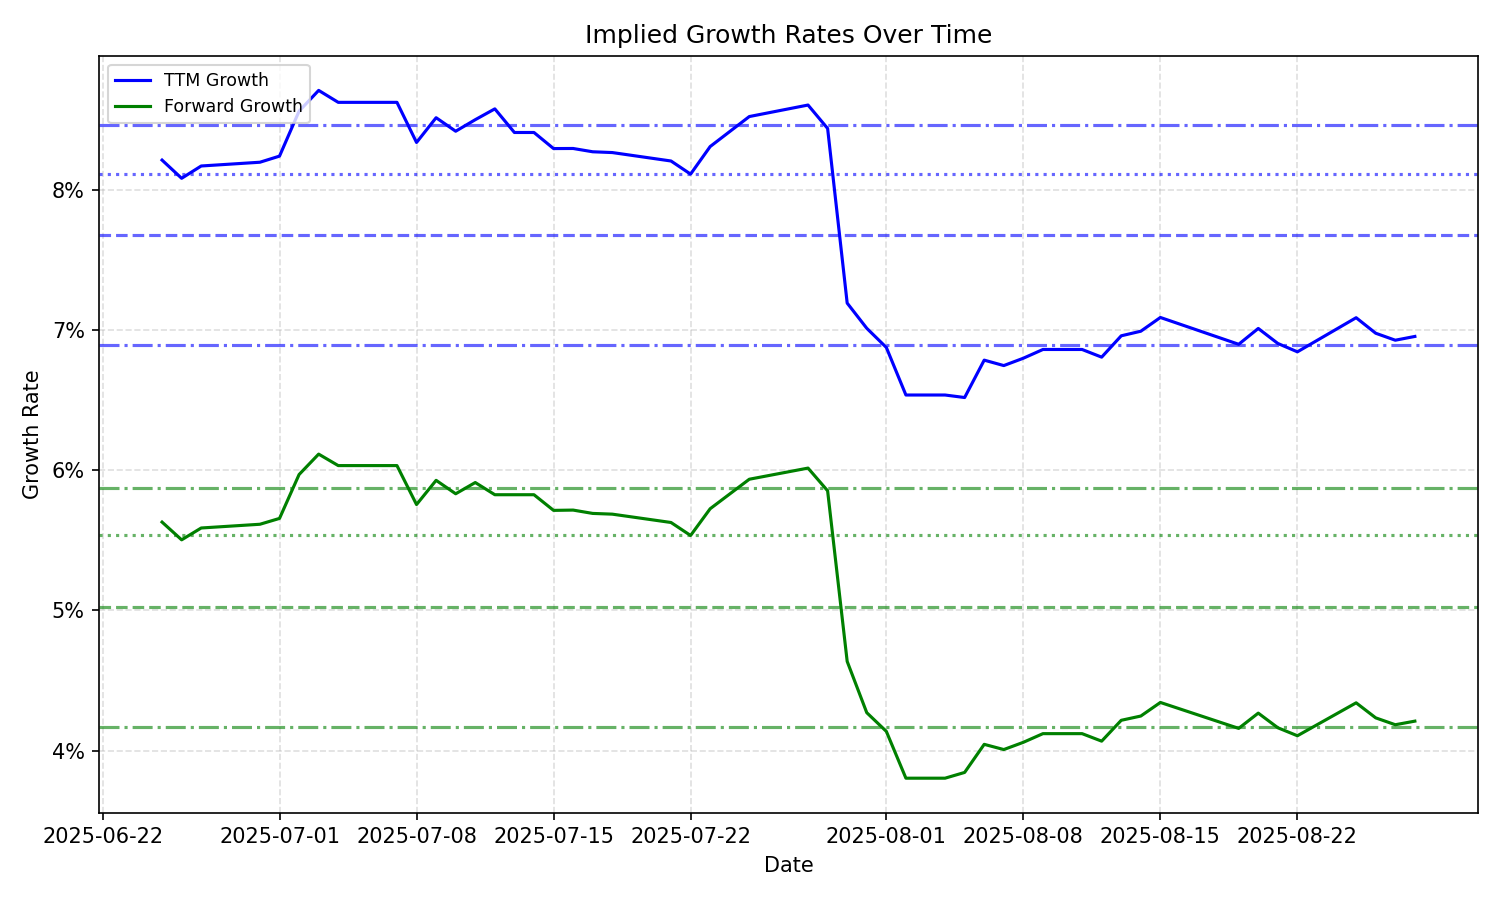 Implied Growth Rates Over Time
TTM Growth
Forward Growth
8%
7%
6%
5%
4%
Growth Rate
2025-06-22 2025-07-01 2025-07-08 2025-07-15 2025-07-22 2025-08-01 2025-08-08 2025-08-15 2025-08-22
Date